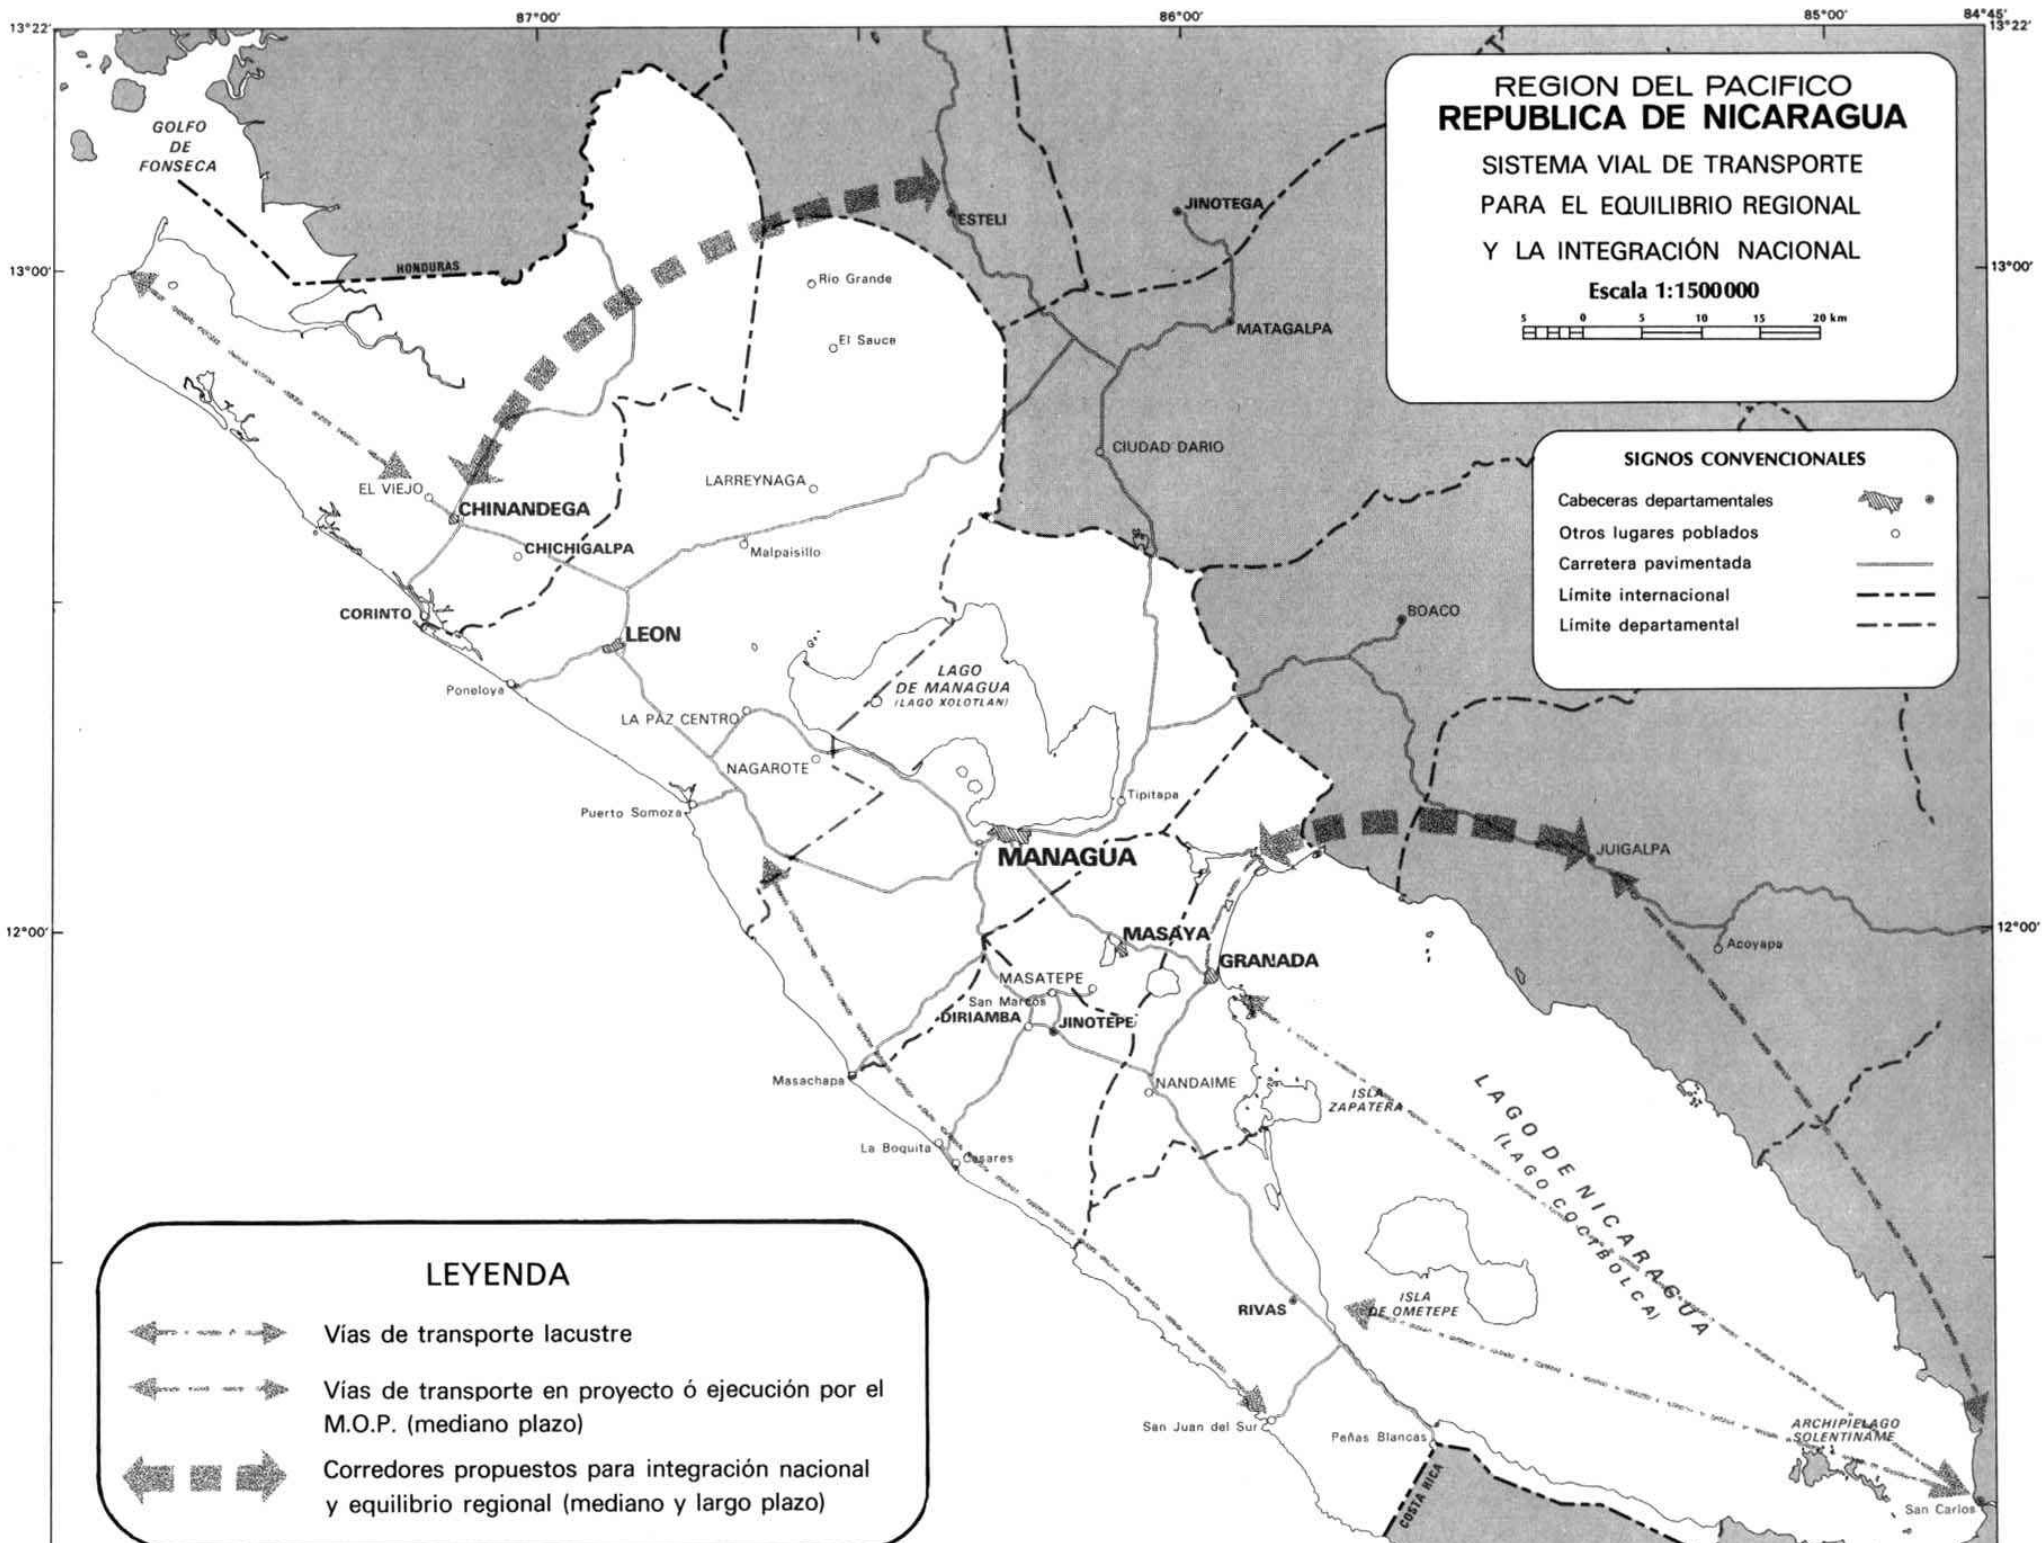 87°00'
86°00'
85°00'
84°45'
13°22'
13°22'
REGION DEL PACIFICO
REPUBLICA DE NICARAGUA
SISTEMA VIAL DE TRANSPORTE
PARA EL EQUILIBRIO REGIONAL
Y LA INTEGRACIÓN NACIONAL
Escala 1:1500000
5 0 5 10 15 20 km
GOLFO
DE
FONSECA
HONDURAS
13°00'
13°00'
ESTELI
JINOTEGA
MATAGALPA
Río Grande
El Sauce
CIUDAD DARIO
SIGNOS CONVENCIONALES
Cabeceras departamentales
Otros lugares poblados
Carretera pavimentada
Límite internacional
Límite departamental
EL VIEJO
CHINANDEGA
LARREYNAGA
CHICHIGALPA
Malpaisillo
CORINTO
LEON
BOACO
Poneloya
LAGO
DE MANAGUA
(LAGO XOLOTLAN)
LA PAZ CENTRO
NAGAROTE
Puerto Somoza
Tipitapa
MANAGUA
JUIGALPA
12°00'
12°00'
MASAYA
Acoyapa
GRANADA
MASATEPE
San Marcos
DIRIAMBA
JINOTEPE
Masachapa
NANDAIME
ISLA
ZAPATERA
La Boquita
Casares
LAGO DE NICARAGUA
(LAGO COCTBOLCA)
RIVAS
ISLA
DE OMETEPE
San Juan del Sur
Peñas Blancas
ARCHIPIELAGO
SOLENTINAME
San Carlos
COSTA RICA
LEYENDA
Vías de transporte lacustre
Vías de transporte en proyecto ó ejecución por el
M.O.P. (mediano plazo)
Corredores propuestos para integración nacional
y equilibrio regional (mediano y largo plazo)